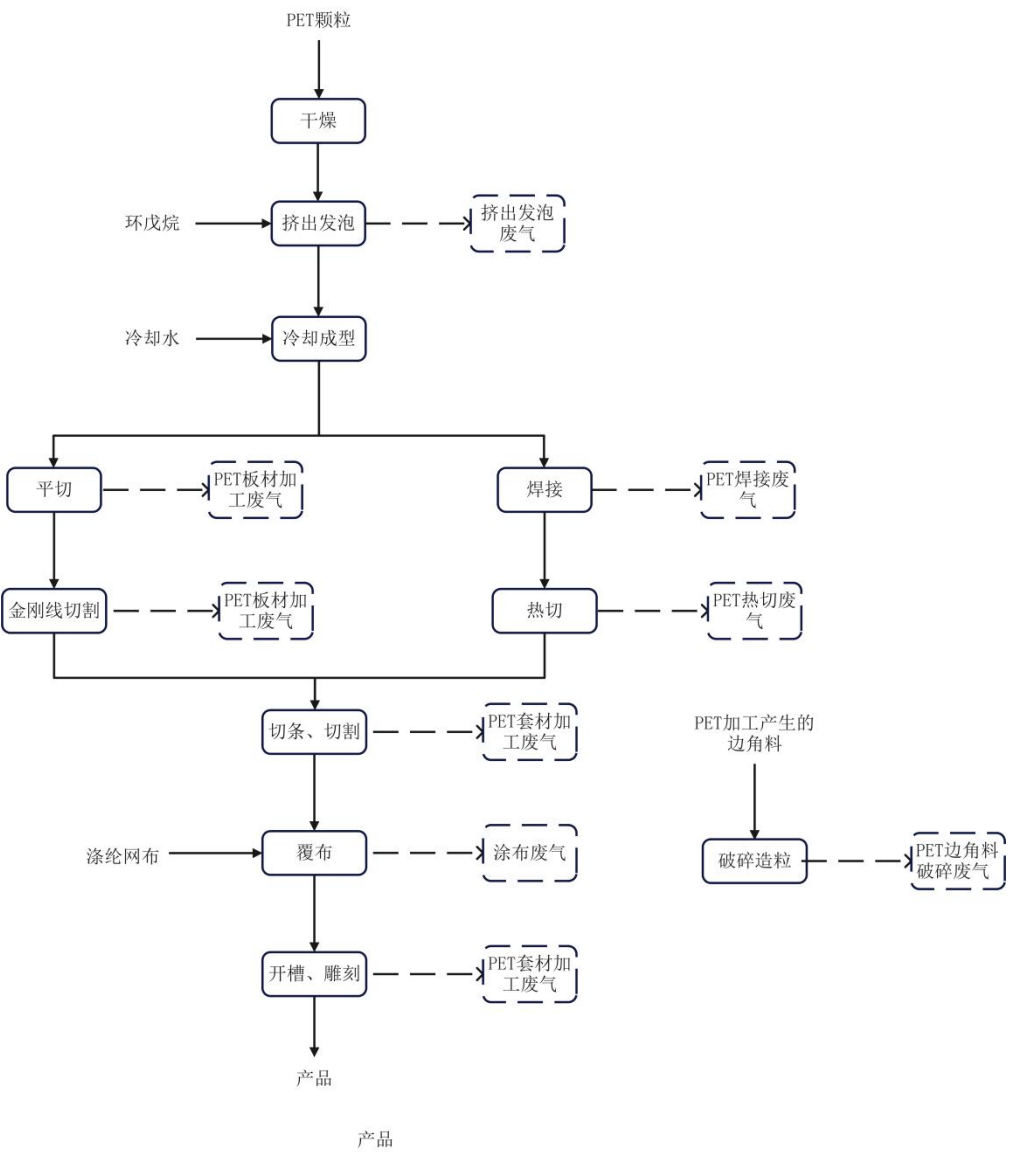 PET颗粒
干燥
环戊烷
挤出发泡
挤出发泡
废气
冷却水
冷却成型
平切
PET板材加
工废气
焊接
PET焊接废
气
金刚线切割
PET板材加
工废气
热切
PET热切废
气
切条、切割
PET套材加
工废气
PET加工产生的
边角料
涤纶网布
覆布
涂布废气
破碎造粒
PET边角料
破碎废气
开槽、雕刻
PET套材加
工废气
产品
产品